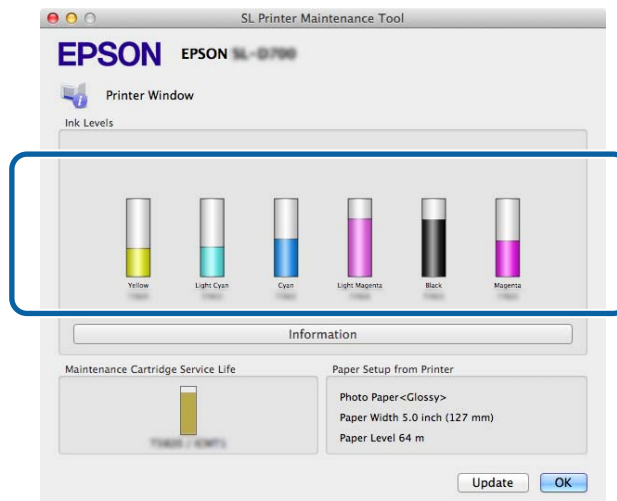 SL Printer Maintenance Tool
EPSON EPSON
Printer Window
Ink Levels
Yellow Light Cyan Cyan Light Magenta Black Magenta
Information
Maintenance Cartridge Service Life Paper Setup from Printer
Photo Paper<Glossy>
Paper Width 5.0 inch (127 mm)
Paper Level 64 m
Update OK